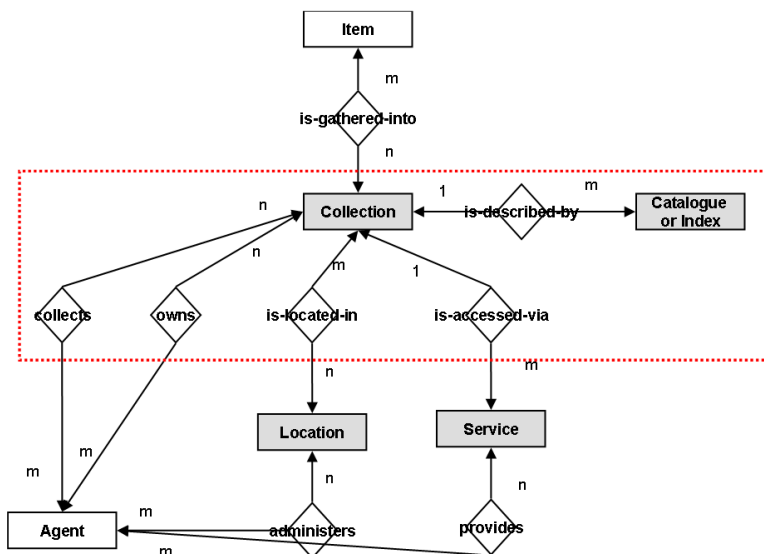 Item
m
is-gathered-into
n
n
Collection
1
is-described-by
m
Catalogue
or Index
n
m
1
collects
owns
is-located-in
is-accessed-via
n
m
Location
Service
m
m
n
n
Agent
m
administers
provides
m